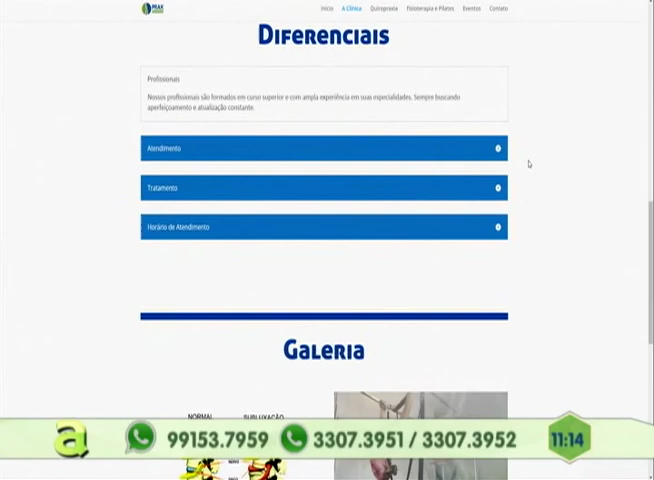 PRAX
Início A Clínica Quiropraxia Fisioterapia e Pilates Eventos Contato
Diferenciais
Profissionais
Nossos profissionais são formados em curso superior e com ampla experiência em suas especialidades. Sempre buscando
aperfeiçoamento e atualização constante.
Atendimento
Tratamento
Horário de Atendimento
Galeria
NORMAL SUBLUXAÇÃO
a 99153.7959 3307.3951 / 3307.3952 11:14